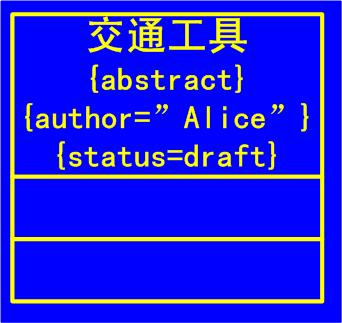 交通工具
{abstract}
{author=”Alice”}
{status=draft}